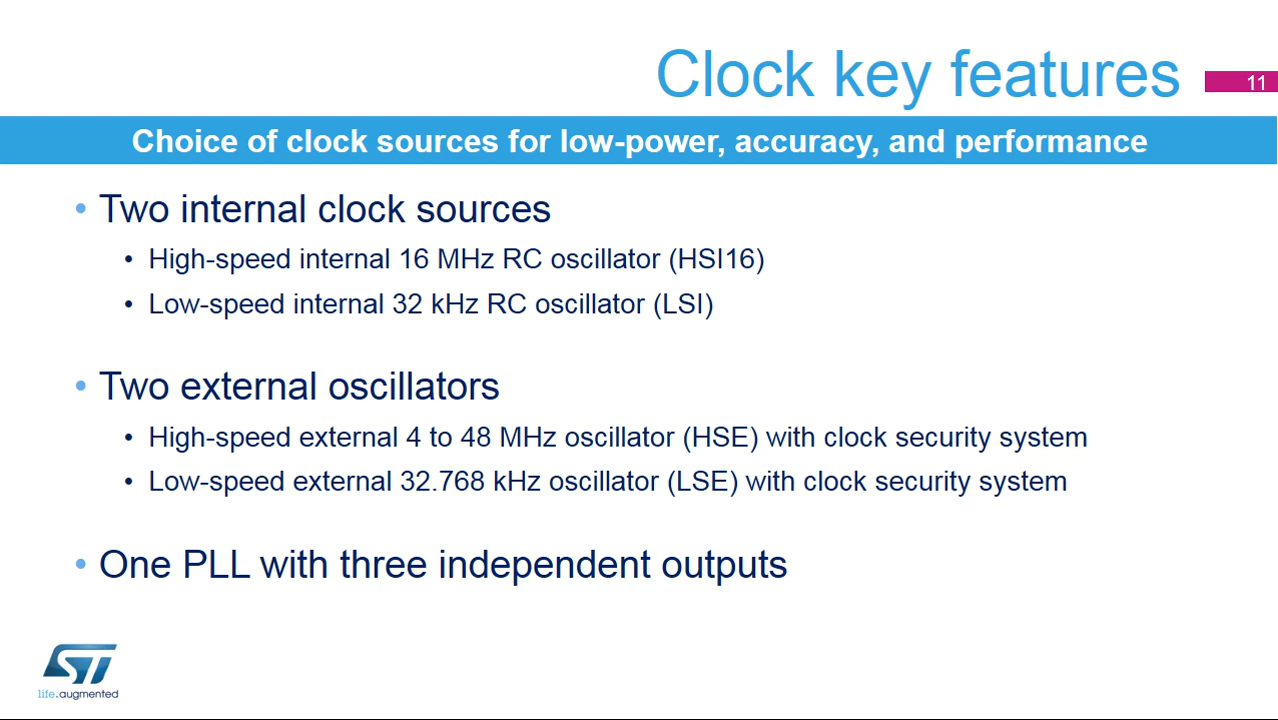 Clock key features
11
Choice of clock sources for low-power, accuracy, and performance
• Two internal clock sources
• High-speed internal 16 MHz RC oscillator (HSI16)
• Low-speed internal 32 kHz RC oscillator (LSI)
• Two external oscillators
• High-speed external 4 to 48 MHz oscillator (HSE) with clock security system
• Low-speed external 32.768 kHz oscillator (LSE) with clock security system
• One PLL with three independent outputs
ST
life.augmented